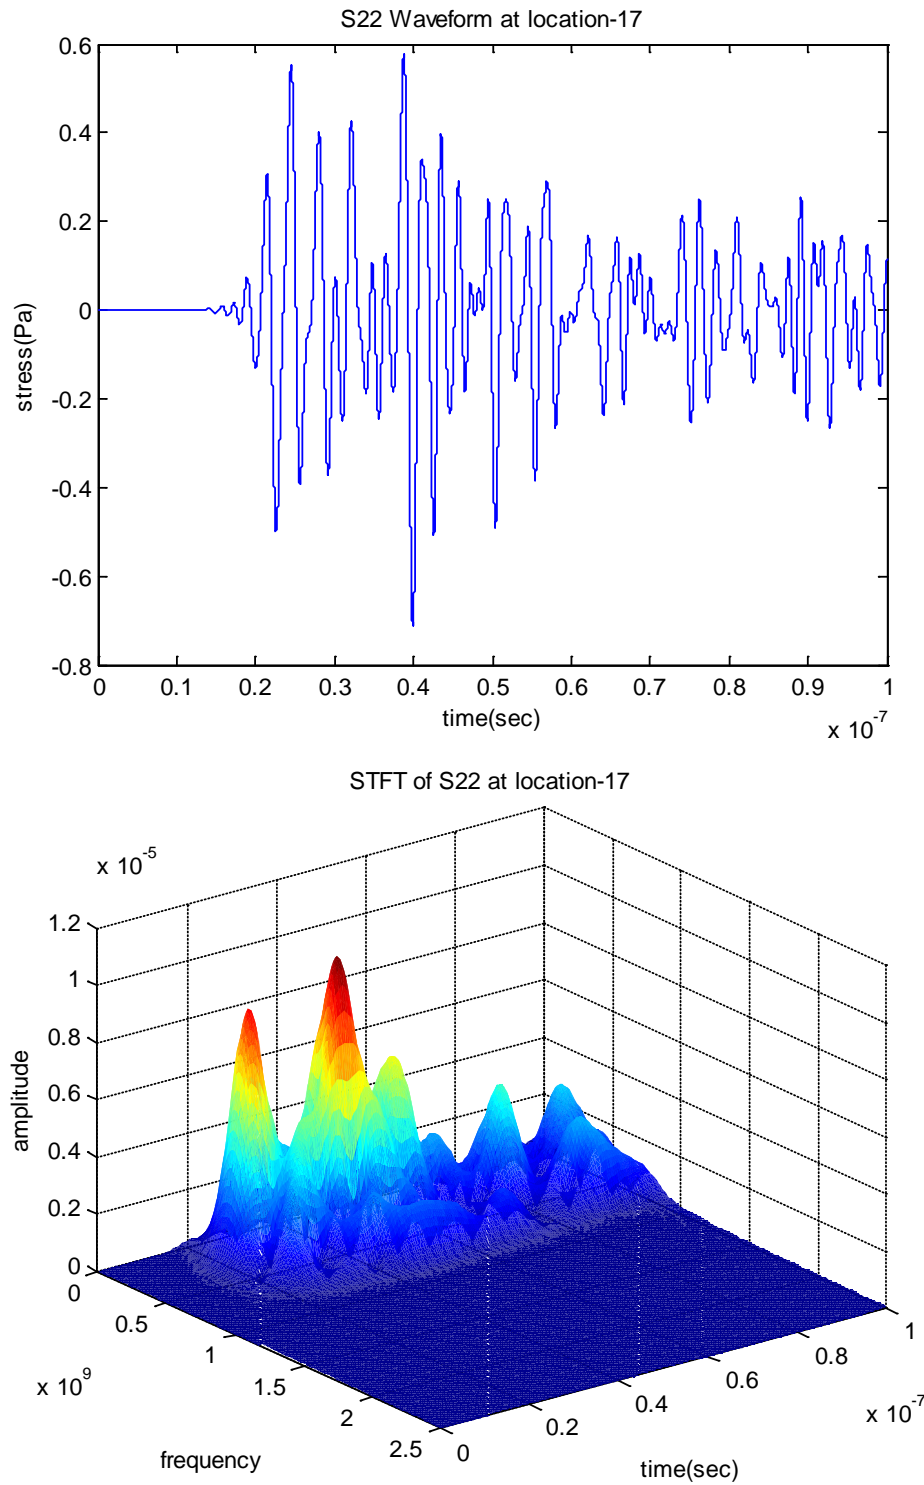 S22 Waveform at location-17
0.6
0.4
0.2
0
-0.2
-0.4
-0.6
-0.8
stress(Pa)
0 0.1 0.2 0.3 0.4 0.5 0.6 0.7 0.8 0.9 1
time(sec)
x 10^-7
STFT of S22 at location-17
x 10^-5
1.2
1
0.8
0.6
0.4
0.2
0
amplitude
0
0.5
1
1.5
2
2.5
x 10^9
frequency
0
0.2
0.4
0.6
0.8
1
x 10^-7
time(sec)